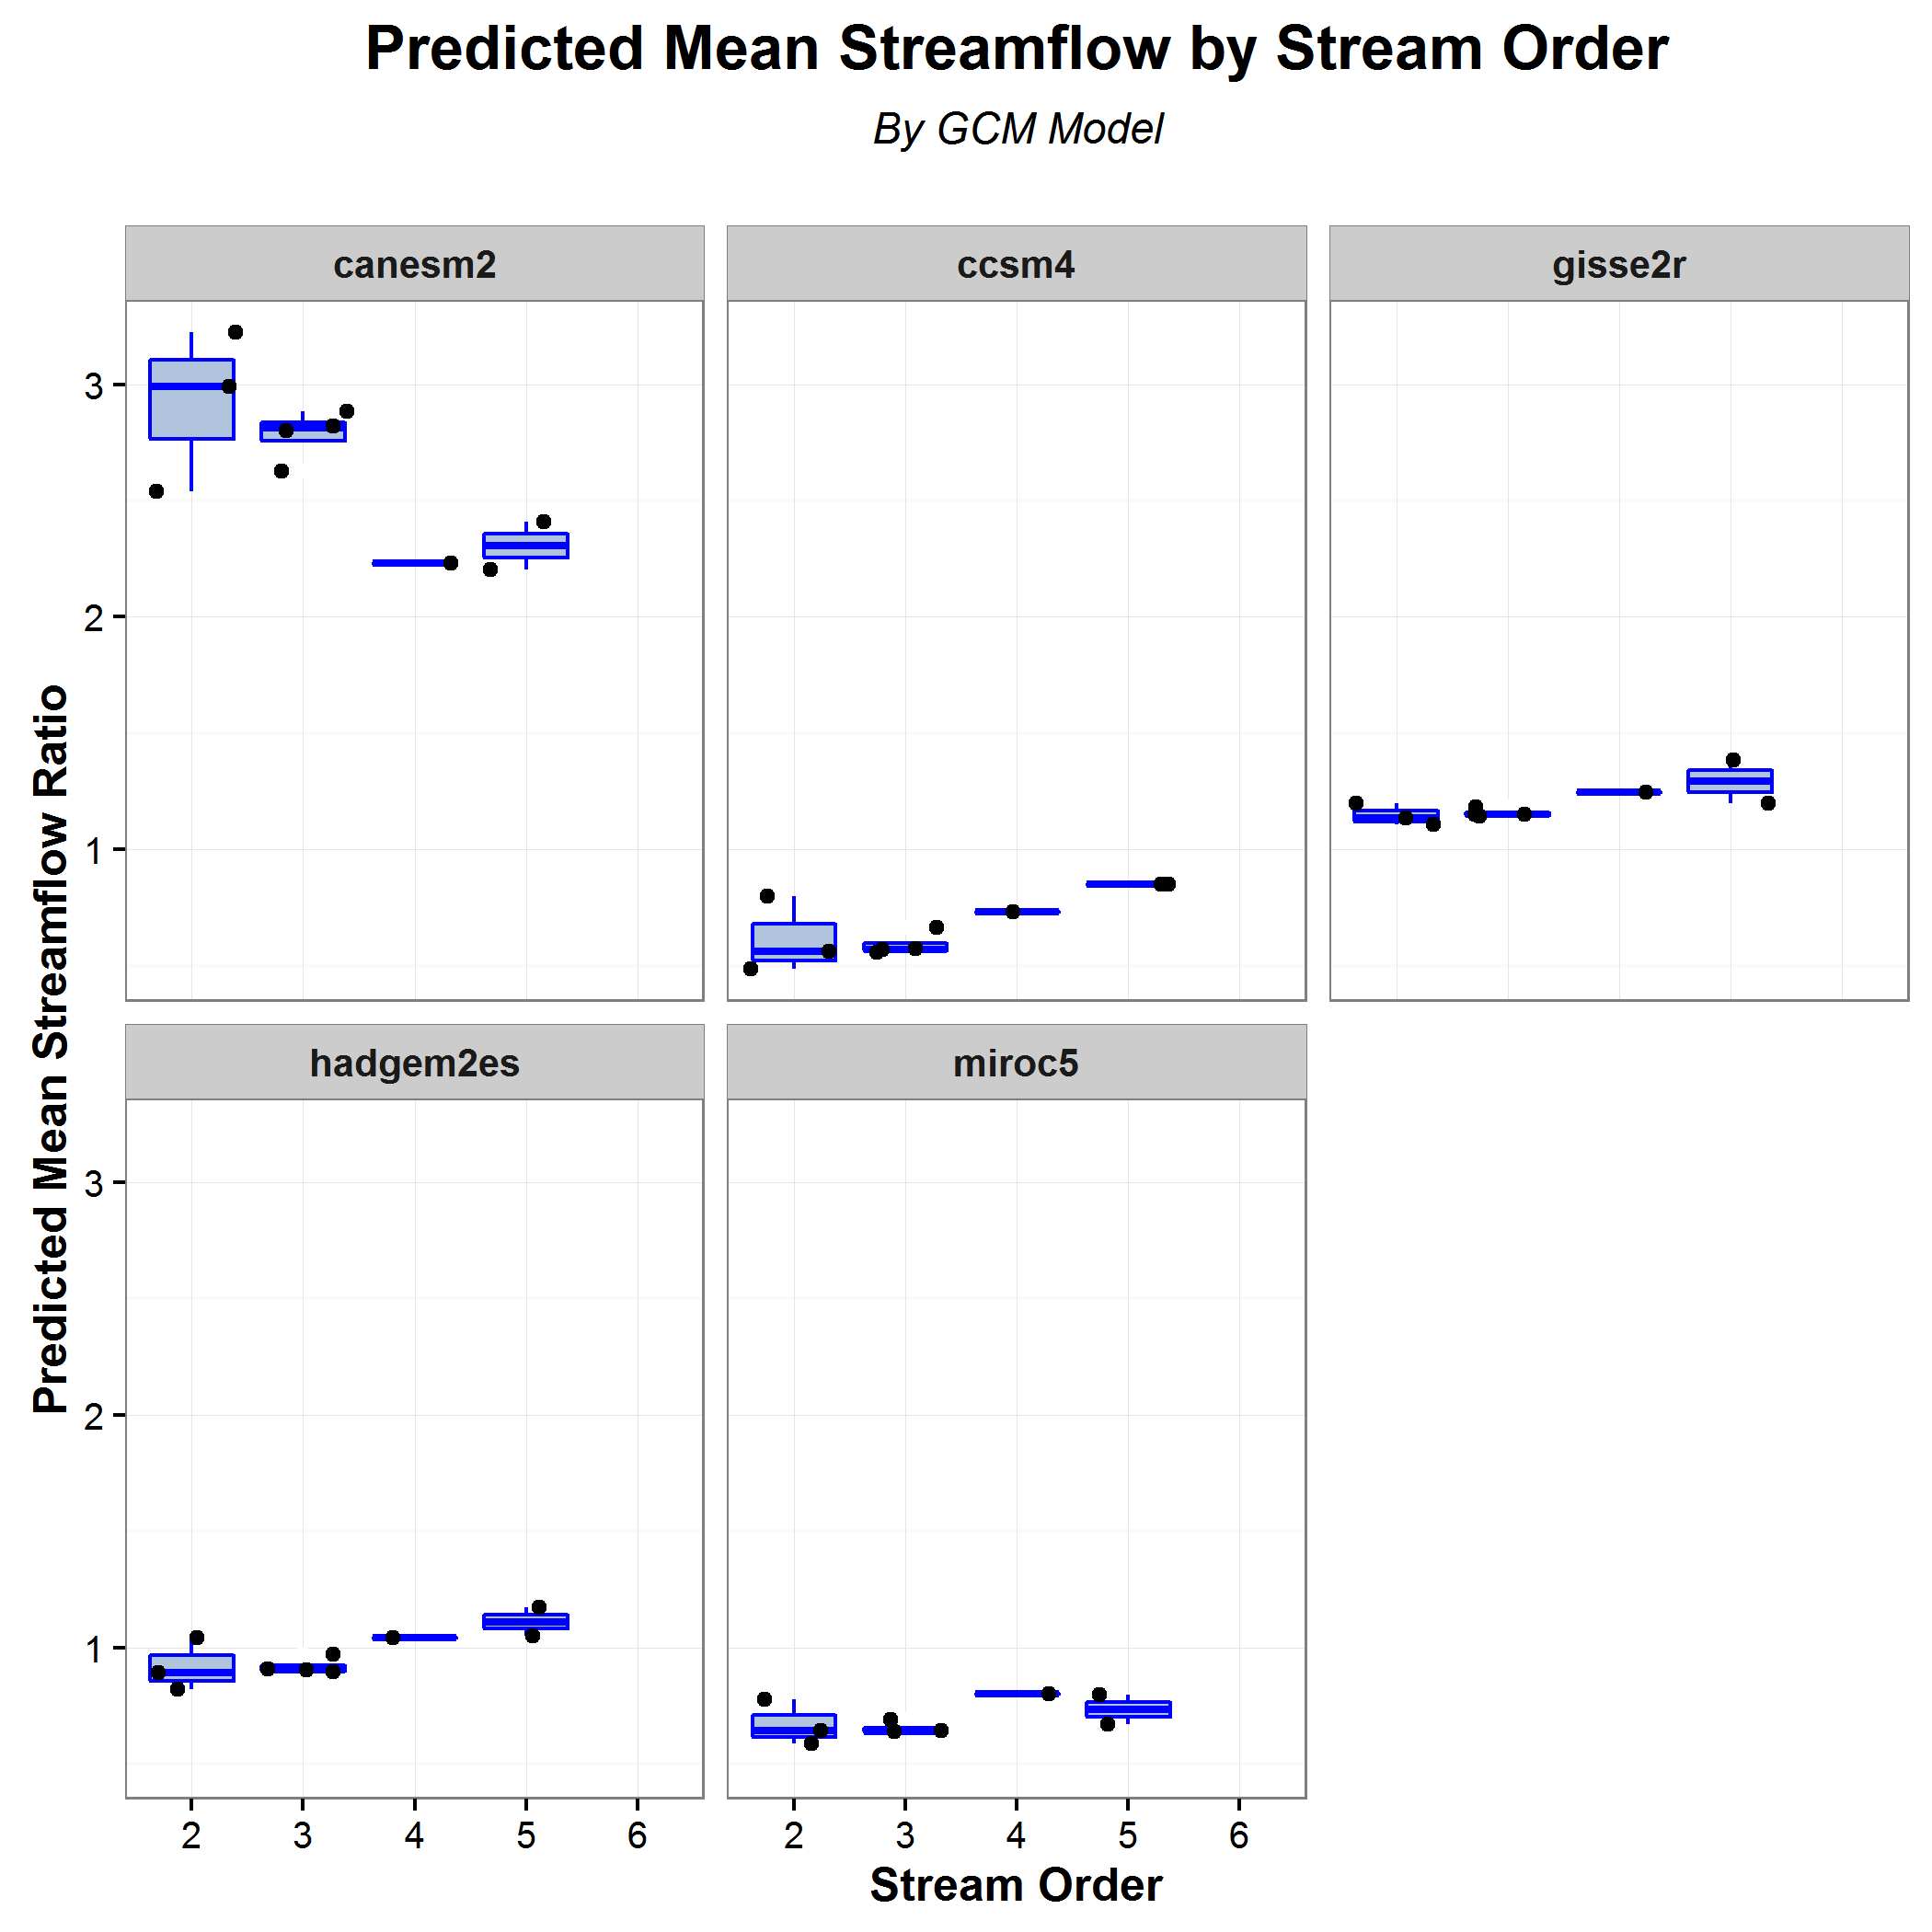 Predicted Mean Streamflow by Stream Order
By GCM Model
canesm2
ccsm4
gisse2r
3
2
1
Predicted Mean Streamflow Ratio
hadgem2es
miroc5
3
2
1
2 3 4 5 6
2 3 4 5 6
Stream Order